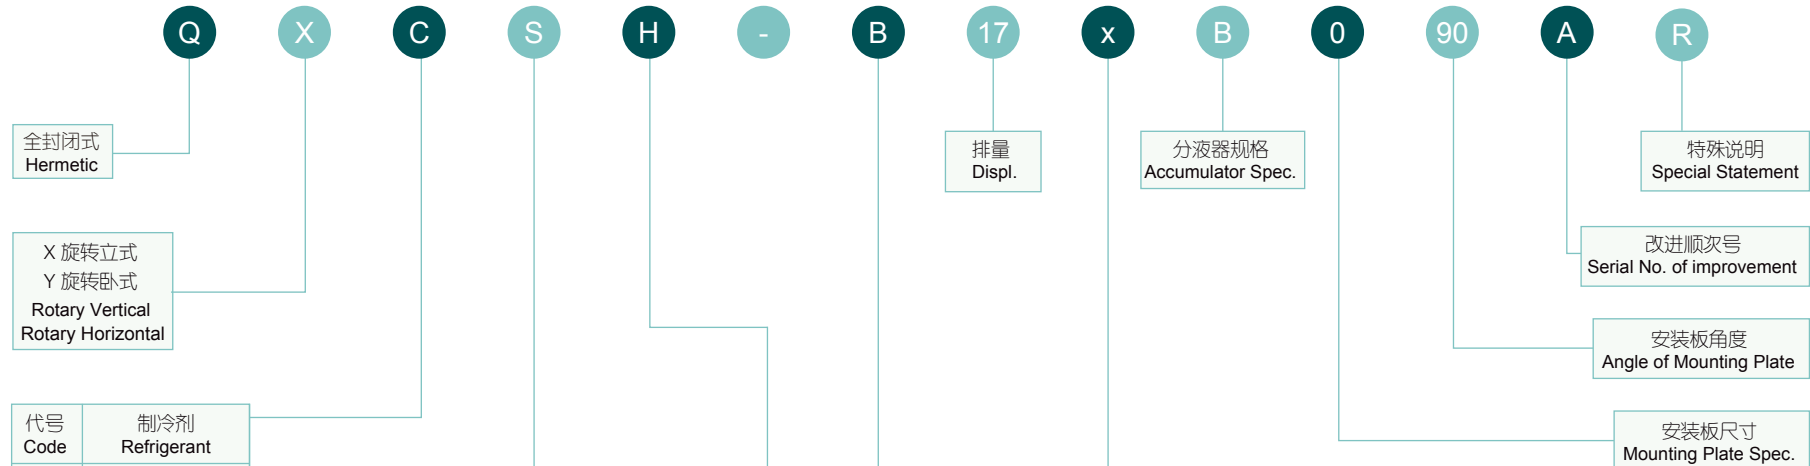 Q X C S H - B 17 x B 0 90 A R
全封闭式
Hermetic
排量
Displ.
分液器规格
Accumulator Spec.
特殊说明
Special Statement
X 旋转立式
Y 旋转卧式
Rotary Vertical
Rotary Horizontal
改进顺次号
Serial No. of improvement
安装板角度
Angle of Mounting Plate
代号 制冷剂
Code Refrigerant
安装板尺寸
Mounting Plate Spec.